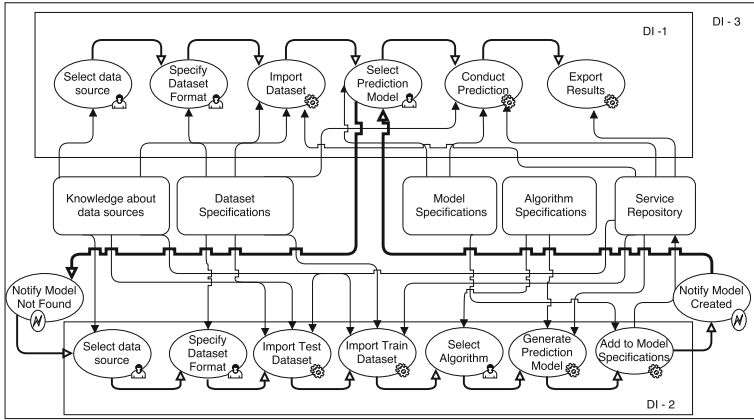 DI - 3
DI -1
Select data
source
Specify
Dataset
Format
Import
Dataset
Select
Prediction
Model
Conduct
Prediction
Export
Results
Knowledge about
data sources
Dataset
Specifications
Model
Specifications
Algorithm
Specifications
Service
Repository
Notify Model
Not Found
Notify Model
Created
Select data
source
Specify
Dataset
Format
Import Test
Dataset
Import Train
Dataset
Select
Algorithm
Generate
Prediction
Model
Add to Model
Specifications
DI - 2